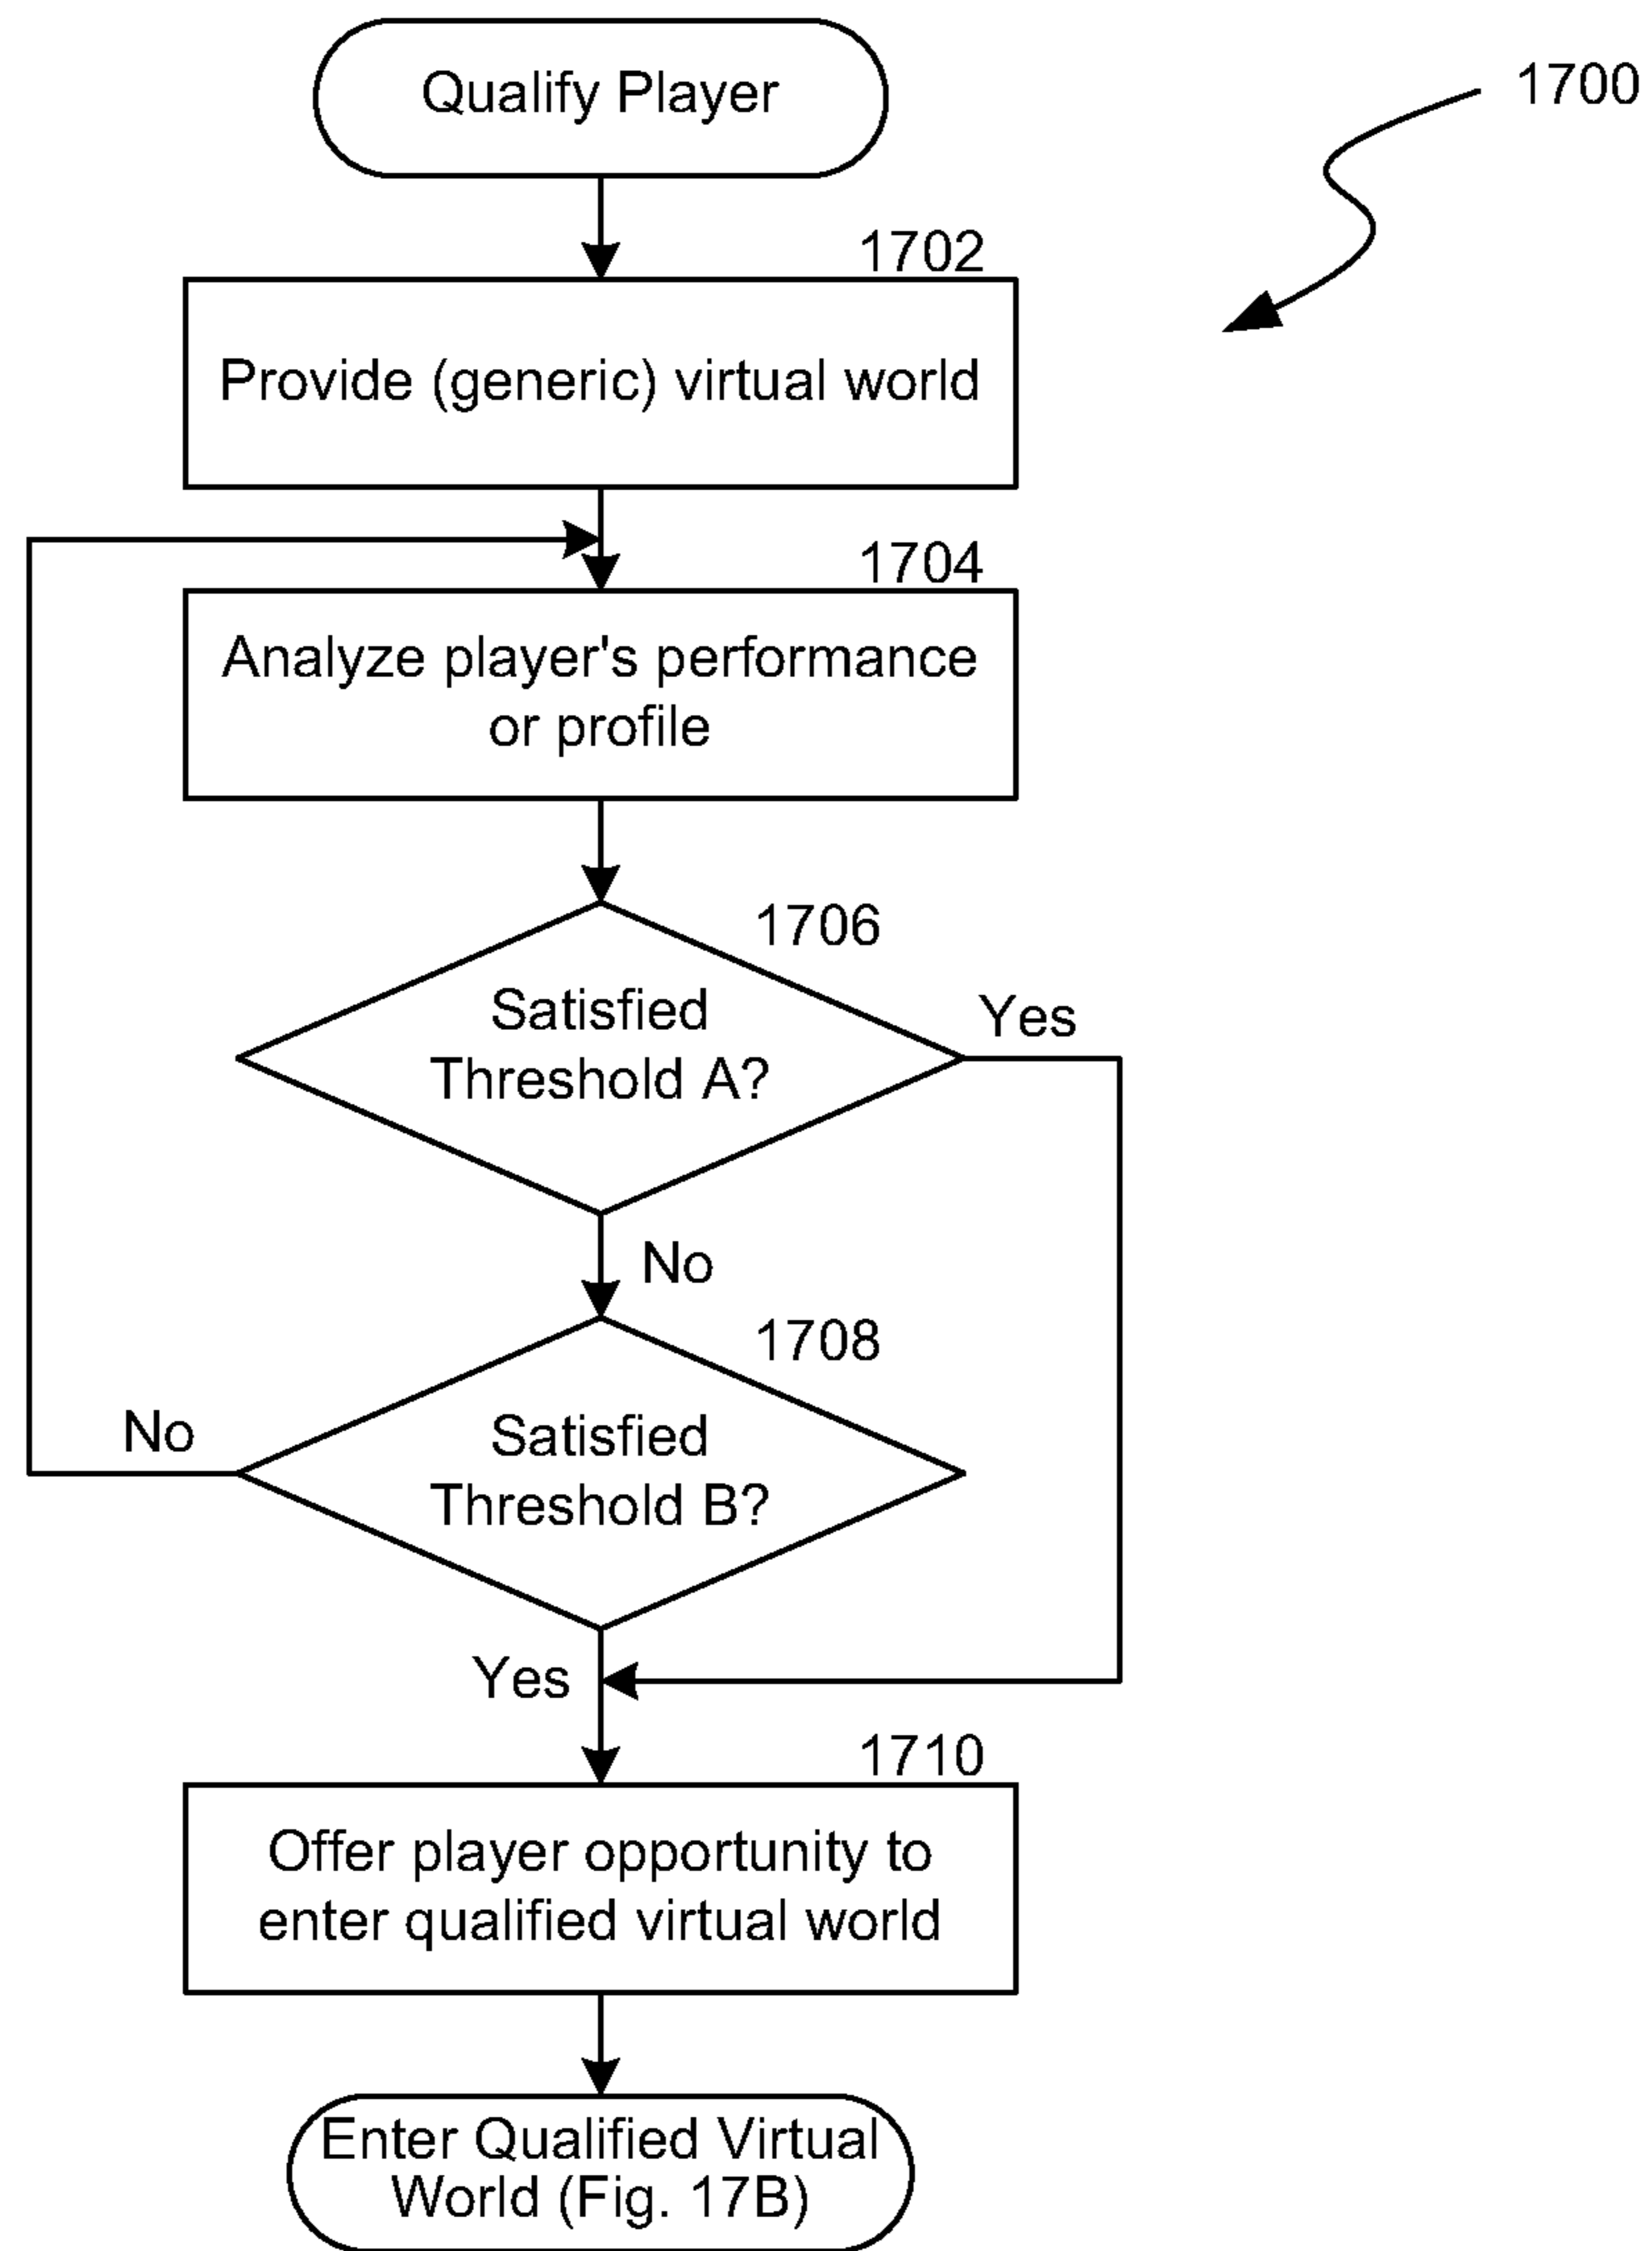 Qualify Player
1700
1702
Provide (generic) virtual world
1704
Analyze player's performance
or profile
1706
Satisfied
Threshold A?
Yes
No
1708
Satisfied
Threshold B?
No
Yes
1710
Offer player opportunity to
enter qualified virtual world
Enter Qualified Virtual
World (Fig. 17B)